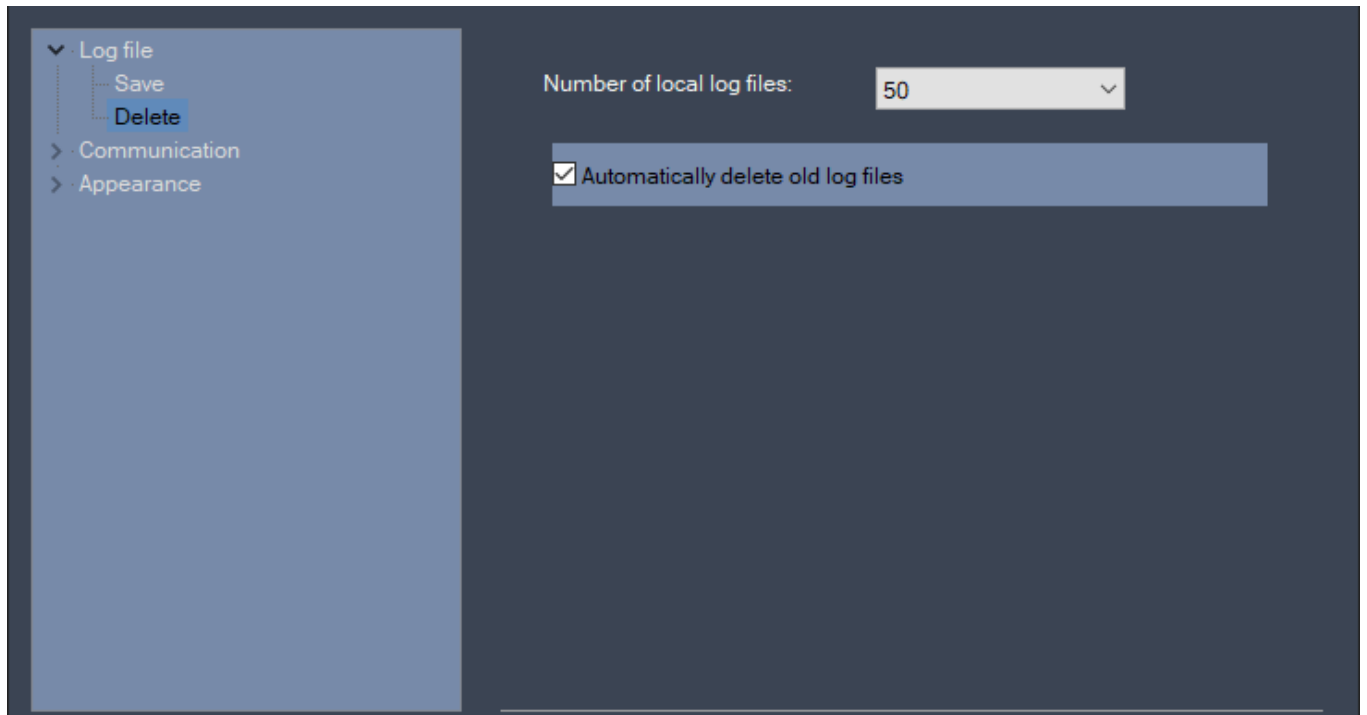 Log file
Save
Delete
Communication
Appearance
Number of local log files:
50
Automatically delete old log files